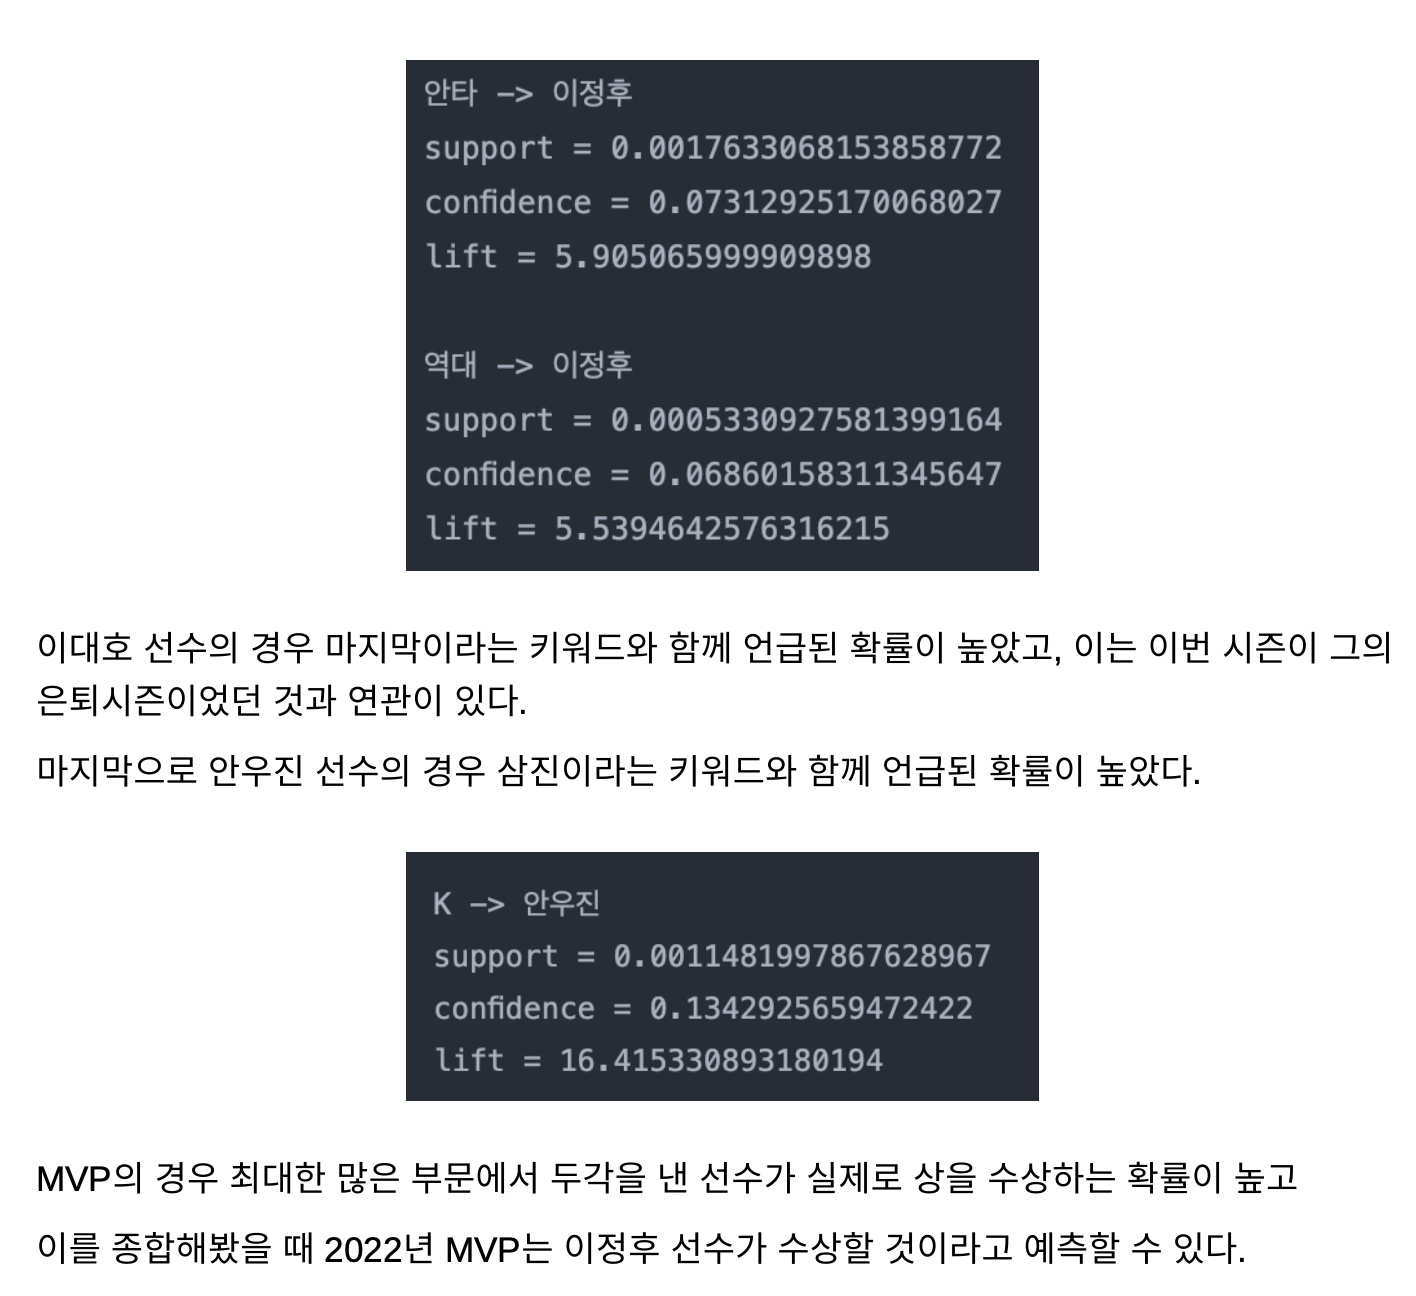 안타 –> 이정후
support = 0.0017633068153858772
confidence = 0.07312925170068027
lift = 5.905065999909898
역대 –> 이정후
support = 0.0005330927581399164
confidence = 0.06860158311345647
lift = 5.5394642576316215
이대호 선수의 경우 마지막이라는 키워드와 함께 언급된 확률이 높았고, 이는 이번 시즌이 그의
은퇴시즌이었던 것과 연관이 있다.
마지막으로 안우진 선수의 경우 삼진이라는 키워드와 함께 언급된 확률이 높았다.
K –> 안우진
support = 0.0011481997867628967
confidence = 0.1342925659472422
lift = 16.415330893180194
MVP의 경우 최대한 많은 부문에서 두각을 낸 선수가 실제로 상을 수상하는 확률이 높고
이를 종합해봤을 때 2022년 MVP는 이정후 선수가 수상할 것이라고 예측할 수 있다.